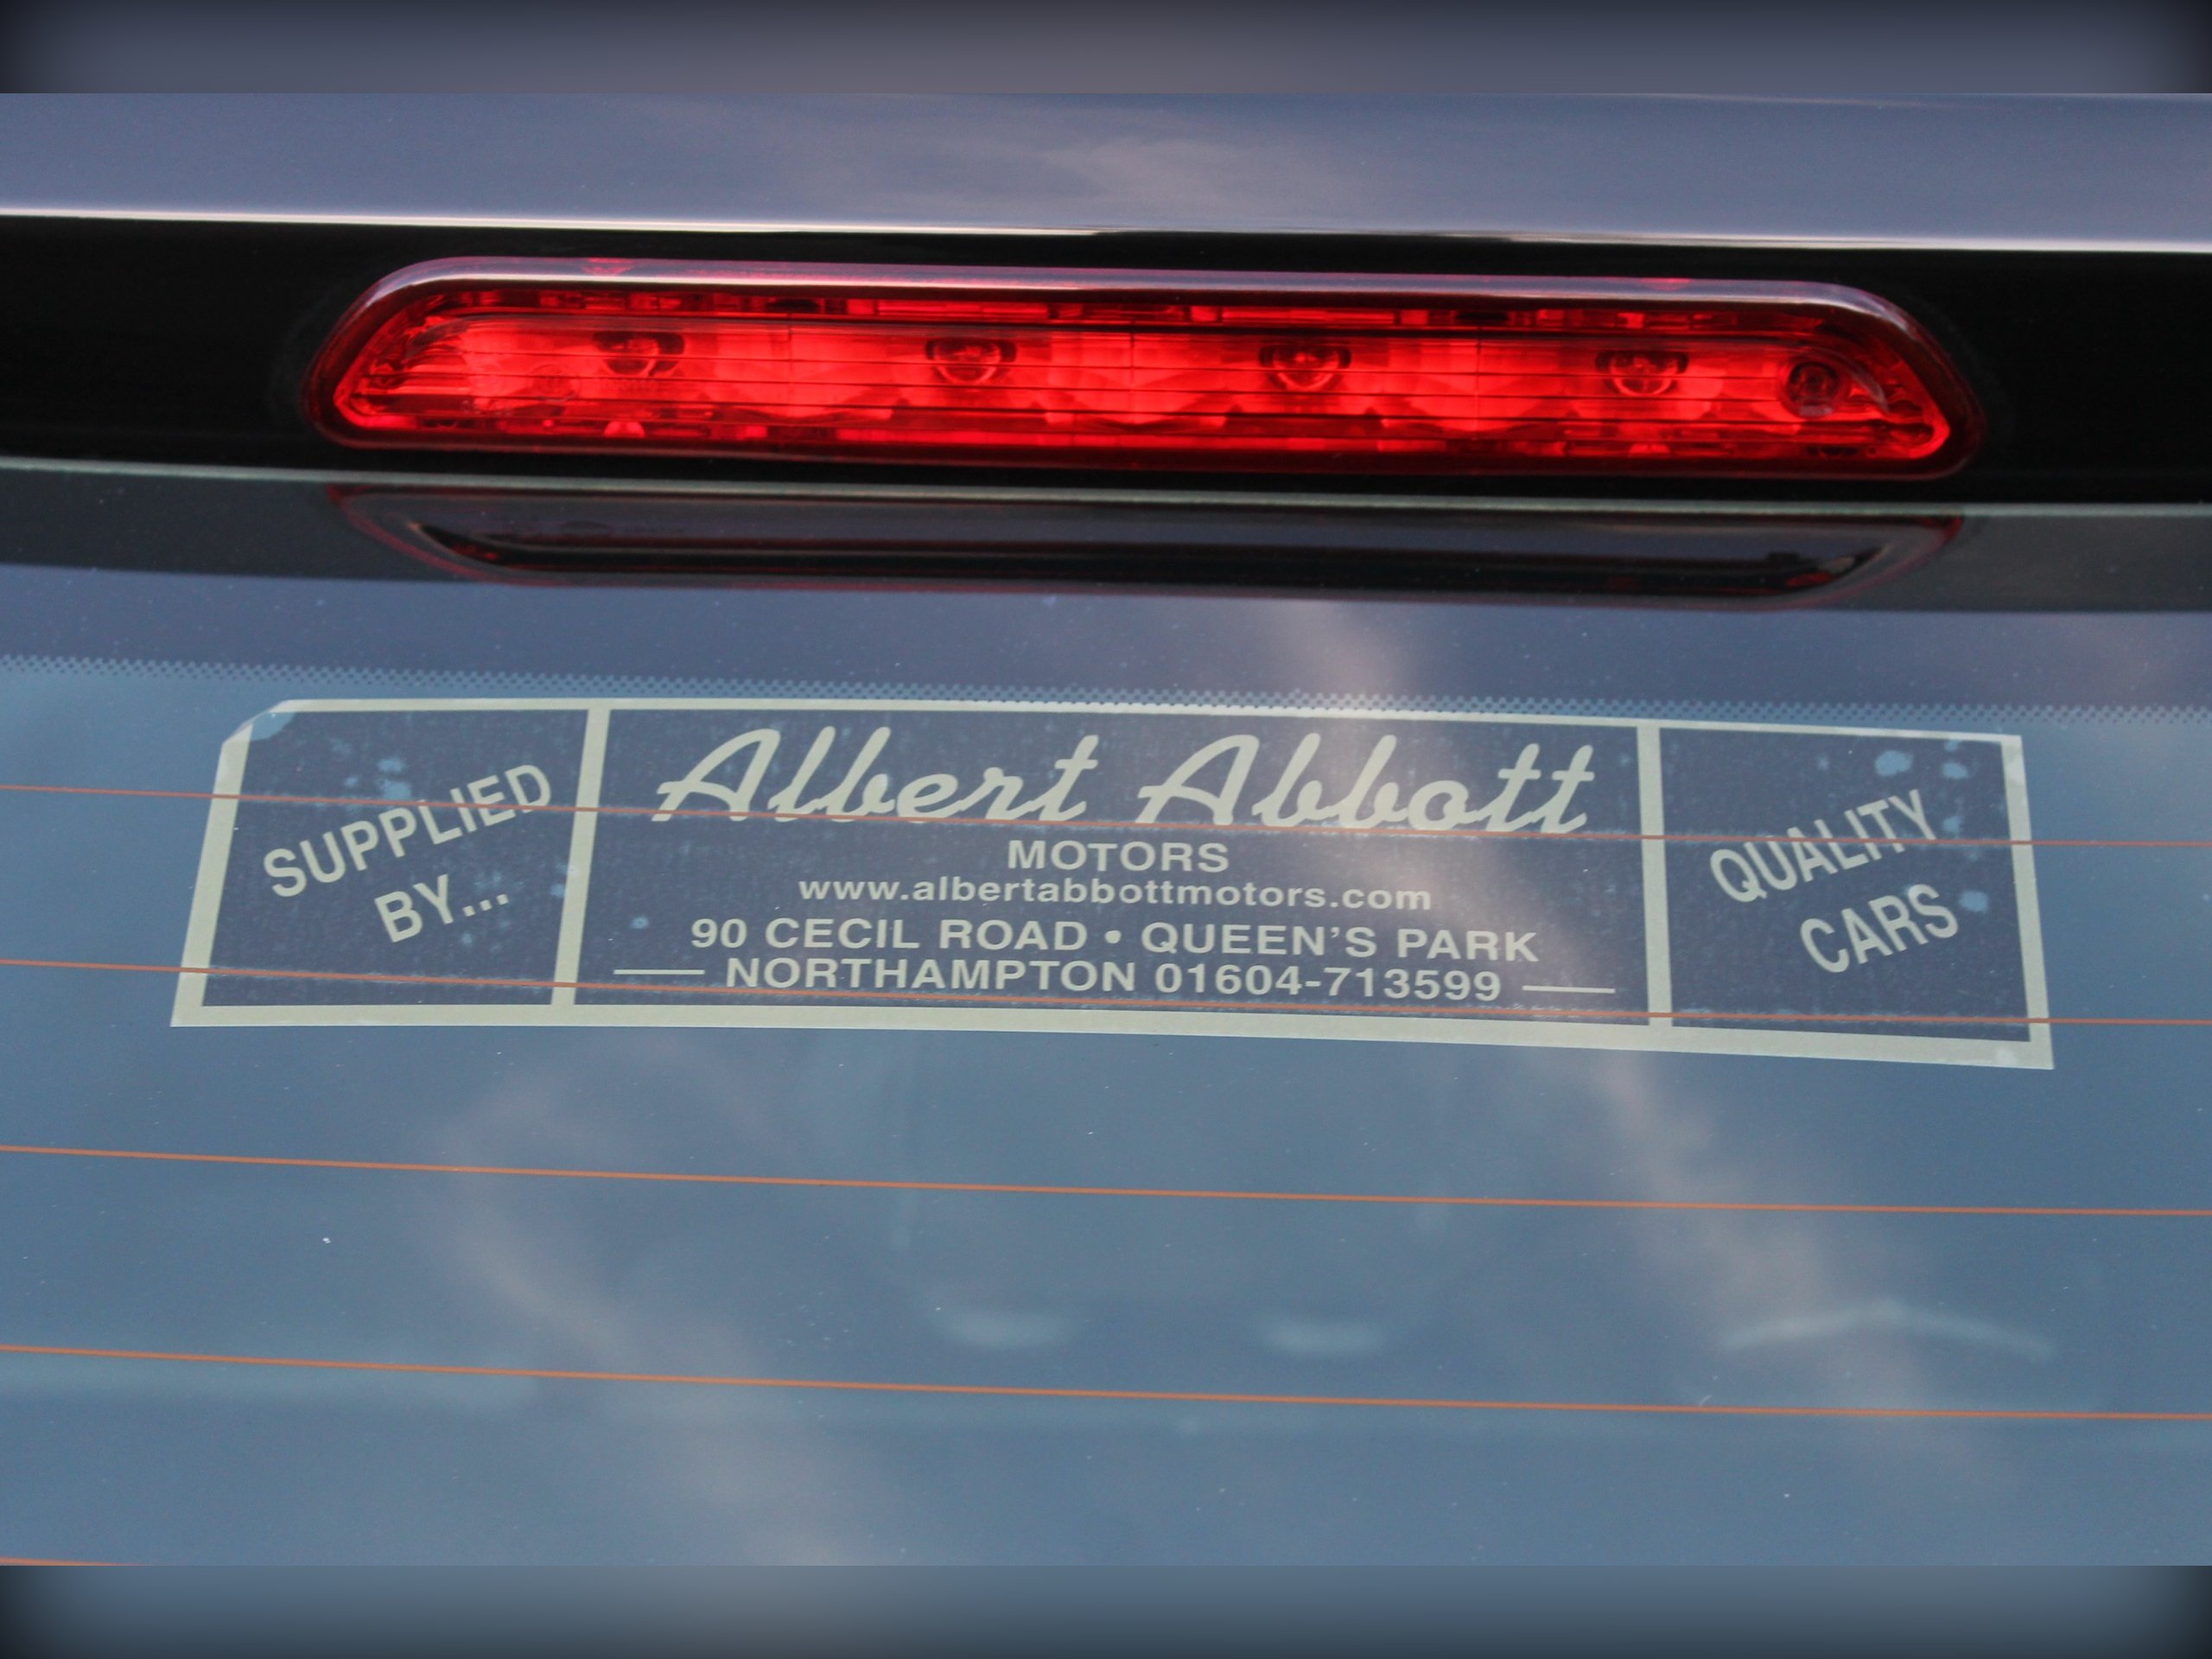 SUPPLIED
BY...
Albert Abbott
MOTORS
www.albertabbottmotors.com
90 CECIL ROAD • QUEEN'S PARK
NORTHAMPTON 01604-713599
QUALITY
CARS